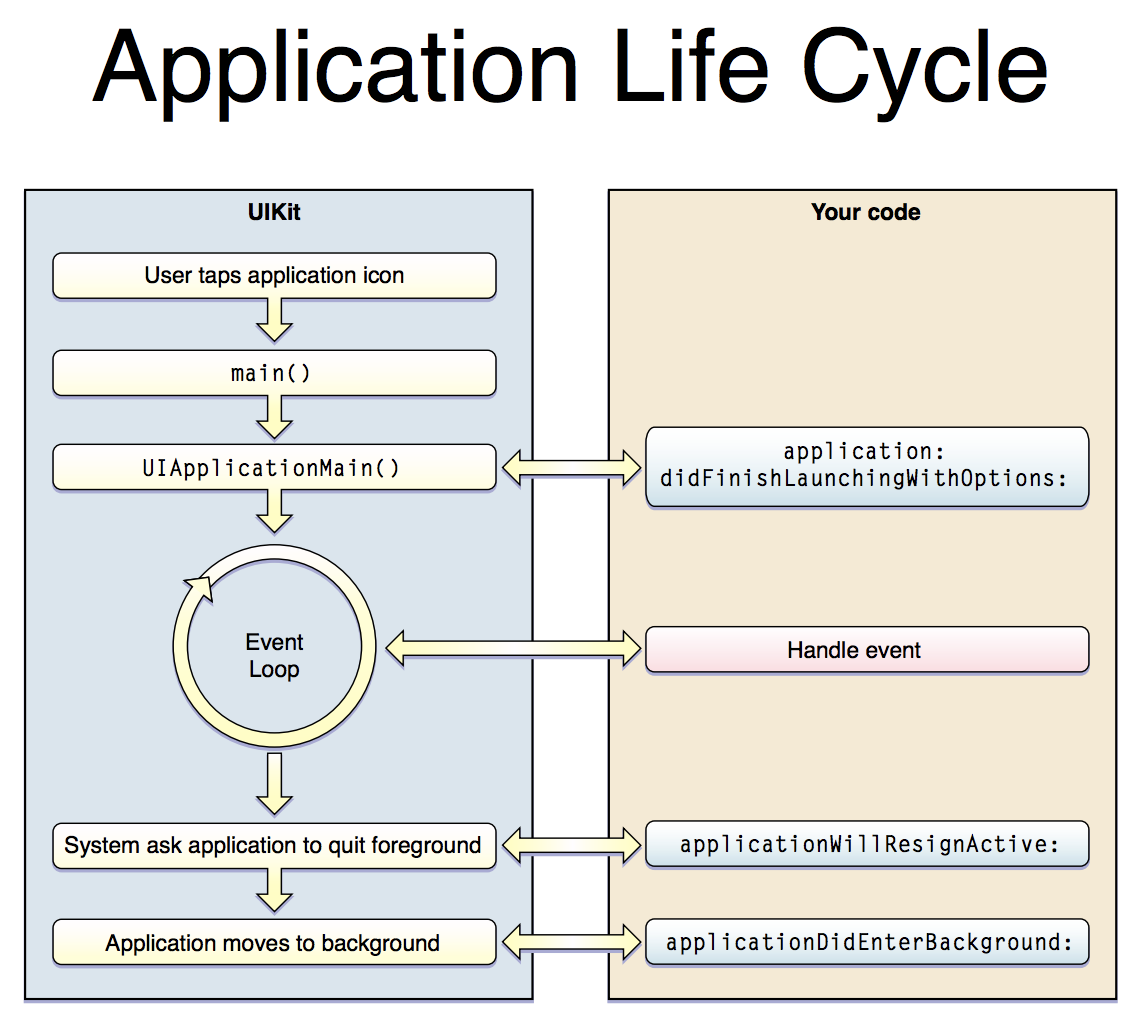 Application Life Cycle
UIKit
User taps application icon
main()
UIApplicationMain()
Event
Loop
System ask application to quit foreground
Application moves to background
Your code
application:
didFinishLaunchingWithOptions:
Handle event
applicationWillResignActive:
applicationDidEnterBackground: